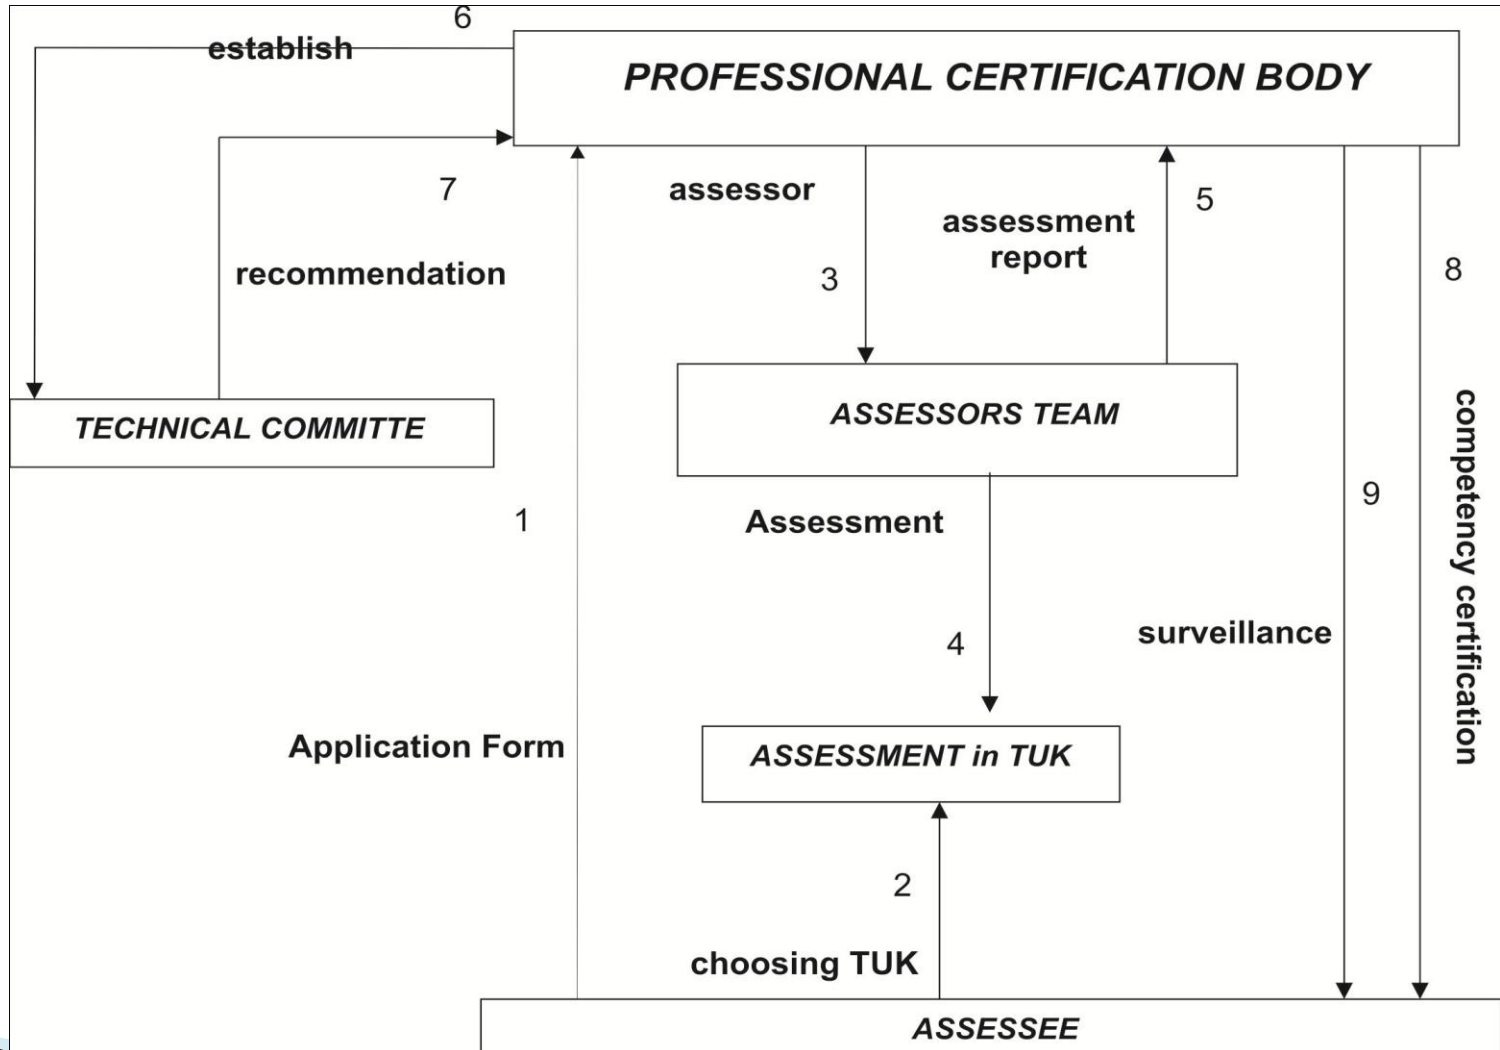 6
establish
PROFESSIONAL CERTIFICATION BODY
7
assessor
5
assessment
report
recommendation
3
8
TECHNICAL COMMITTE
ASSESSORS TEAM
competency certification
1
Assessment
9
4
surveillance
Application Form
ASSESSMENT in TUK
2
choosing TUK
ASSESSEE